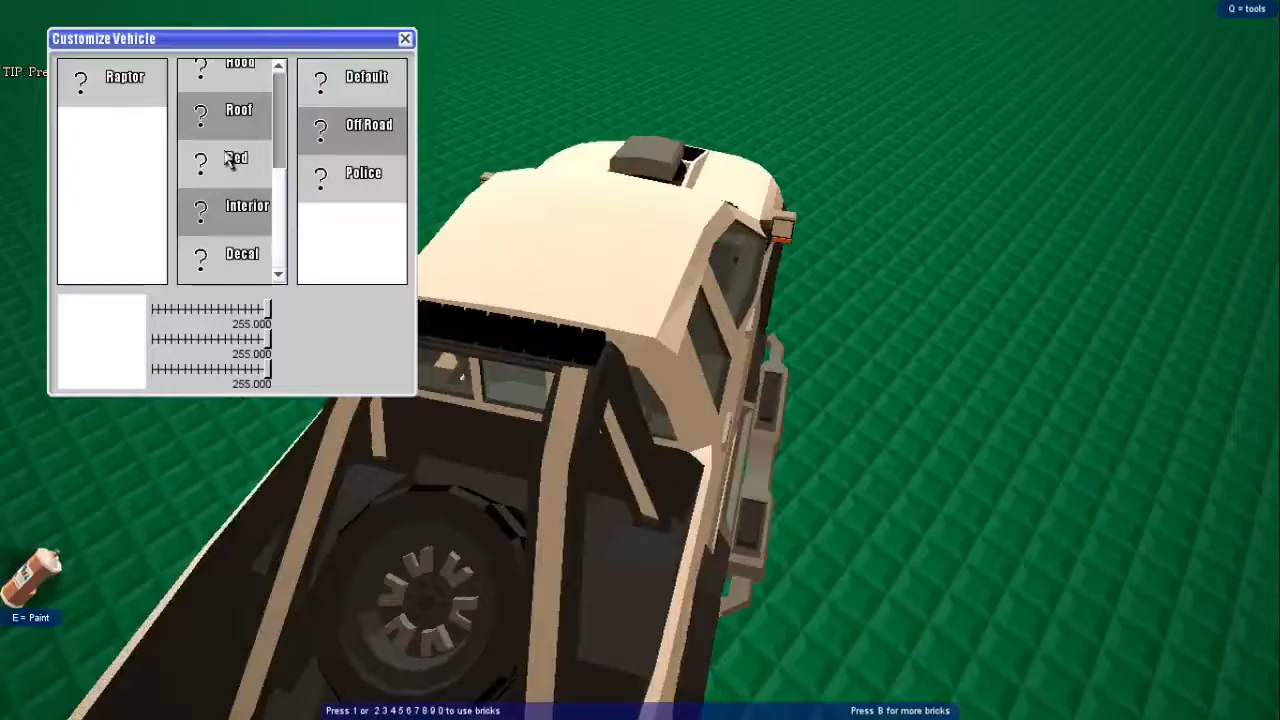 Q = tools
Customize Vehicle
TIP Pre
Raptor
Hood
Default
Roof
Off Road
Bed
Police
Interior
Decal
255.000
255.000
255.000
E = Paint
Press 1 or 2 3 4 5 6 7 8 9 0 to use bricks
Press B for more bricks